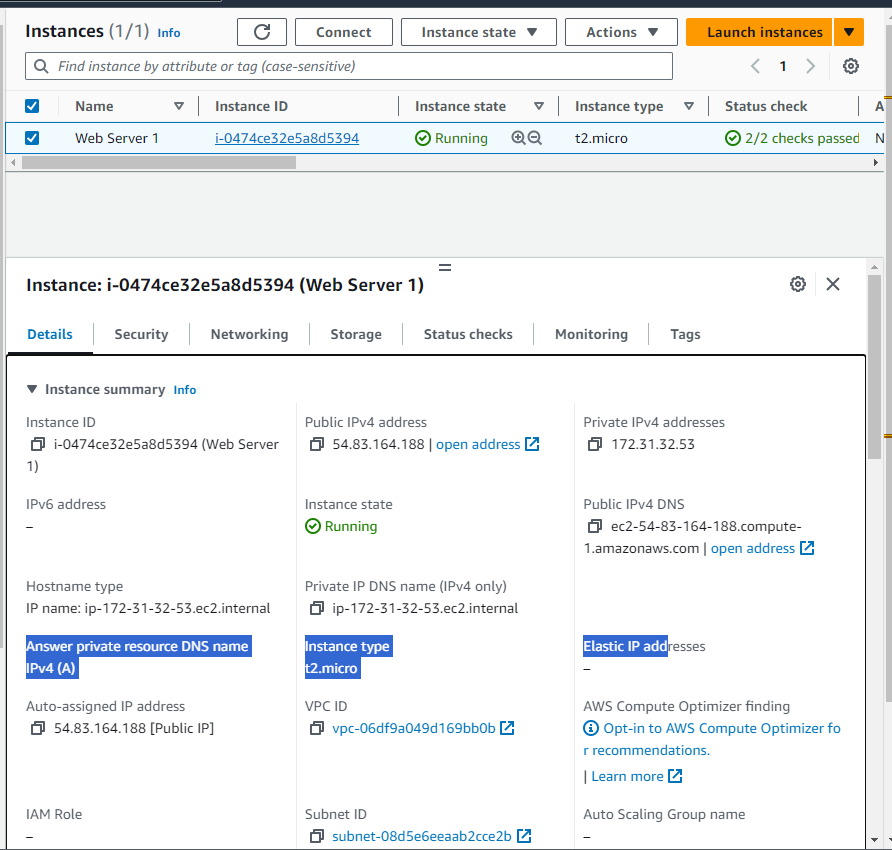 Instances (1/1) Info
Connect
Instance state
Actions
Launch instances
Find instance by attribute or tag (case-sensitive)
1
Name
Instance ID
Instance state
Instance type
Status check
A
Web Server 1
i-0474ce32e5a8d5394
Running
t2.micro
2/2 checks passed
N
Instance: i-0474ce32e5a8d5394 (Web Server 1)
Details
Security
Networking
Storage
Status checks
Monitoring
Tags
Instance summary Info
Instance ID
i-0474ce32e5a8d5394 (Web Server
1)
Public IPv4 address
54.83.164.188 | open address
Private IPv4 addresses
172.31.32.53
IPv6 address
–
Instance state
Running
Public IPv4 DNS
ec2-54-83-164-188.compute-
1.amazonaws.com | open address
Hostname type
IP name: ip-172-31-32-53.ec2.internal
Private IP DNS name (IPv4 only)
ip-172-31-32-53.ec2.internal
Answer private resource DNS name
IPv4 (A)
Instance type
t2.micro
Elastic IP addresses
–
Auto-assigned IP address
54.83.164.188 [Public IP]
VPC ID
vpc-06df9a049d169bb0b
AWS Compute Optimizer finding
Opt-in to AWS Compute Optimizer fo
r recommendations.
| Learn more
IAM Role
–
Subnet ID
subnet-08d5e6eeaab2cce2b
Auto Scaling Group name
–